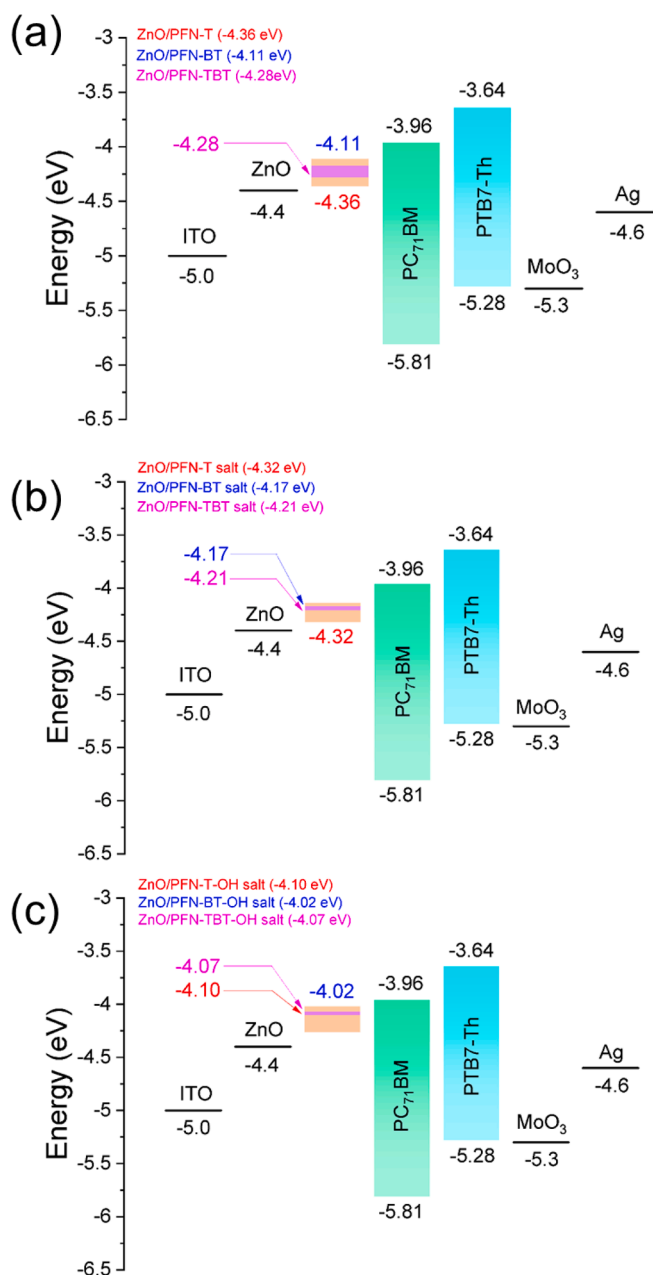 (a)
ZnO/PFN-T (-4.36 eV)
ZnO/PFN-BT (-4.11 eV)
ZnO/PFN-TBT (-4.28eV)
Energy (eV)
-3
-3.5
-4
-4.5
-5
-5.5
-6
-6.5
ITO
-5.0
ZnO
-4.4
-4.28
-4.11
-4.36
-3.96
PC71BM
-5.81
-3.64
PTB7-Th
-5.28
MoO3
-5.3
Ag
-4.6
(b)
ZnO/PFN-T salt (-4.32 eV)
ZnO/PFN-BT salt (-4.17 eV)
ZnO/PFN-TBT salt (-4.21 eV)
Energy (eV)
-3
-3.5
-4
-4.5
-5
-5.5
-6
-6.5
ITO
-5.0
ZnO
-4.4
-4.17
-4.21
-4.32
-3.96
PC71BM
-5.81
-3.64
PTB7-Th
-5.28
MoO3
-5.3
Ag
-4.6
(c)
ZnO/PFN-T-OH salt (-4.10 eV)
ZnO/PFN-BT-OH salt (-4.02 eV)
ZnO/PFN-TBT-OH salt (-4.07 eV)
Energy (eV)
-3
-3.5
-4
-4.5
-5
-5.5
-6
-6.5
ITO
-5.0
ZnO
-4.4
-4.07
-4.10
-4.02
-3.96
PC71BM
-5.81
-3.64
PTB7-Th
-5.28
MoO3
-5.3
Ag
-4.6